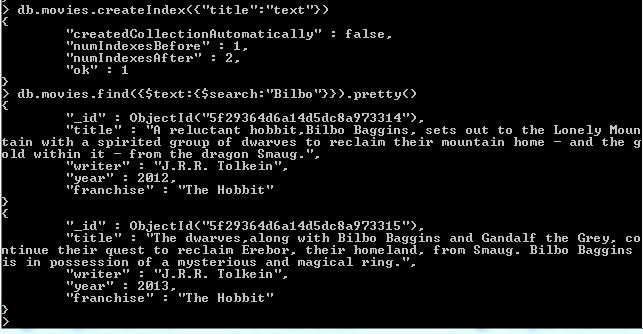 > db.movies.createIndex({"title":"text"})
{
        "createdCollectionAutomatically" : false,
        "numIndexesBefore" : 1,
        "numIndexesAfter" : 2,
        "ok" : 1
}
> db.movies.find({$text:{$search:"Bilbo"}}).pretty()
{
        "_id" : ObjectId("5f29364d6a14d5dc8a973314"),
        "title" : "A reluctant hobbit,Bilbo Baggins, sets out to the Lonely Moun
tain with a spirited group of dwarves to reclaim their mountain home - and the g
old within it - from the dragon Smaug.",
        "writer" : "J.R.R. Tolkein",
        "year" : 2012,
        "franchise" : "The Hobbit"
}
{
        "_id" : ObjectId("5f29364d6a14d5dc8a973315"),
        "title" : "The dwarves,along with Bilbo Baggins and Gandalf the Grey, co
ntinue their quest to reclaim Erebor, their homeland, from Smaug. Bilbo Baggins
is in possession of a mysterious and magical ring.",
        "writer" : "J.R.R. Tolkein",
        "year" : 2013,
        "franchise" : "The Hobbit"
}
>